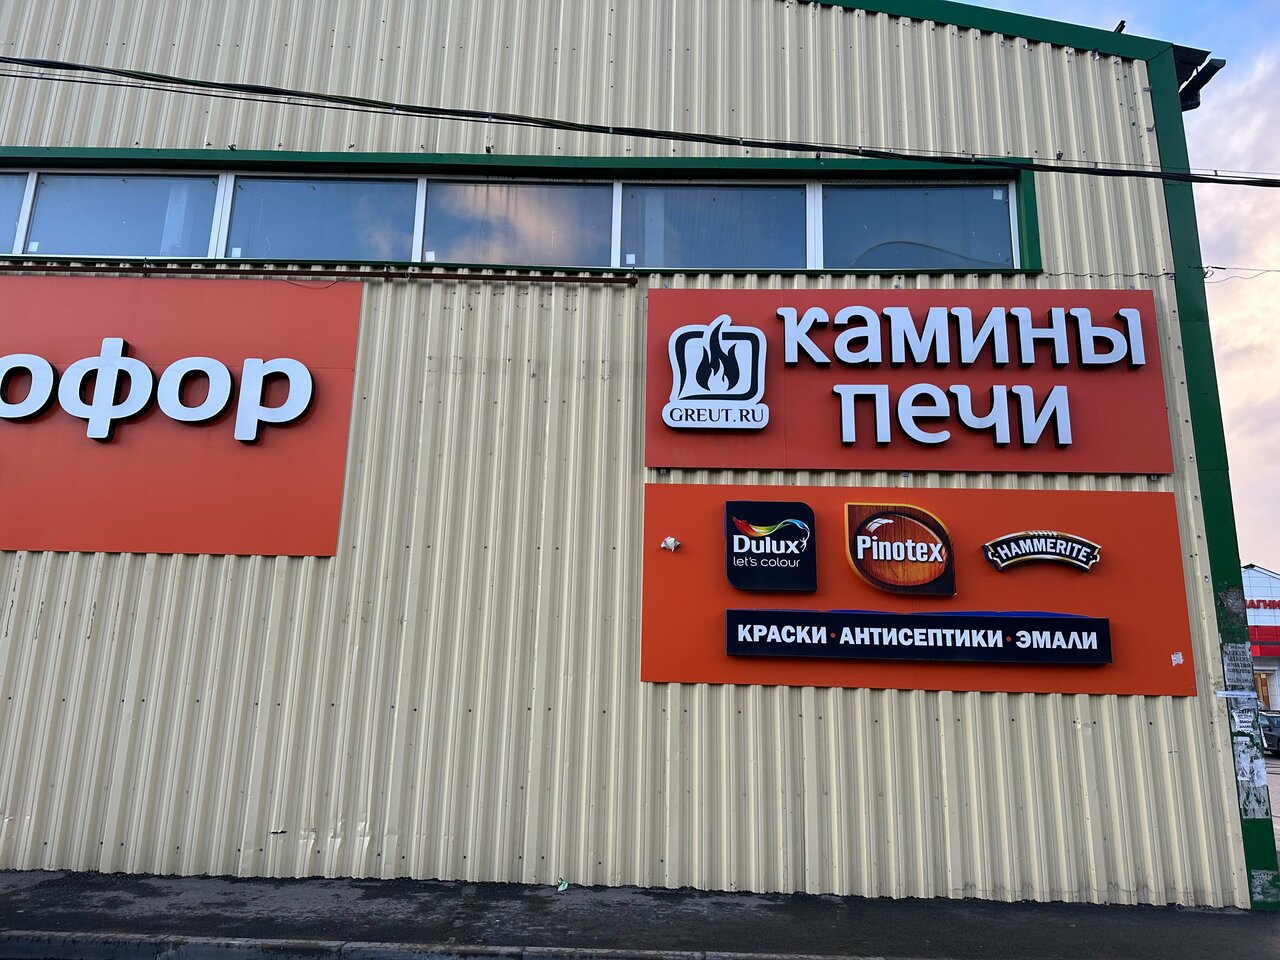 офор
камины
печи
GREUT.RU
Dulux
let's colour
Pinotex
HAMMERITE
КРАСКИ · АНТИСЕПТИКИ · ЭМАЛИ